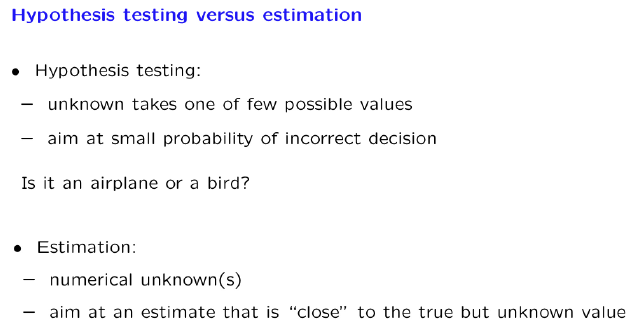 Hypothesis testing versus estimation
• Hypothesis testing:
– unknown takes one of few possible values
– aim at small probability of incorrect decision
Is it an airplane or a bird?
• Estimation:
– numerical unknown(s)
– aim at an estimate that is “close” to the true but unknown value